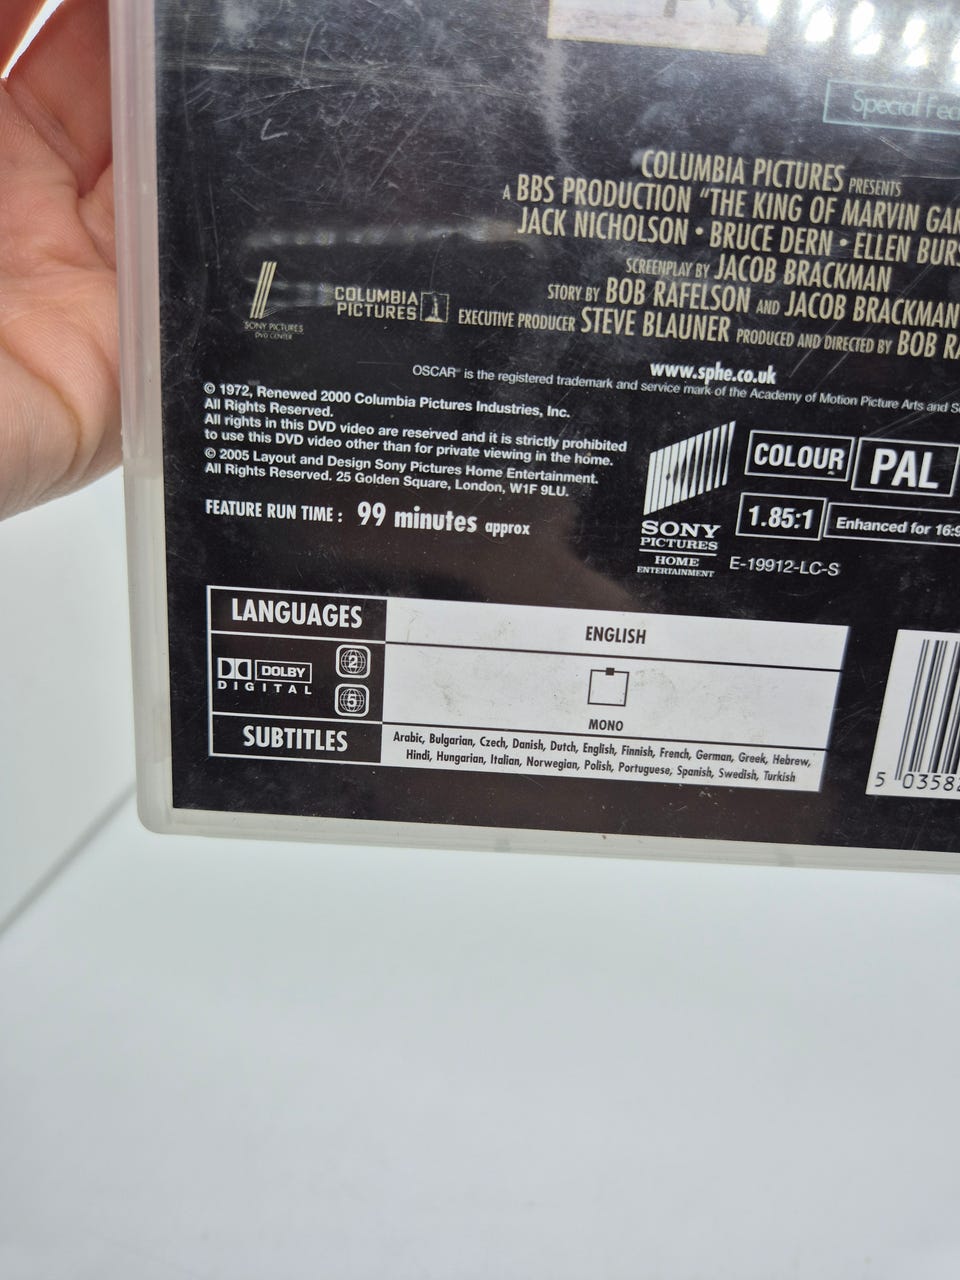 Special Fea
COLUMBIA PICTURES PRESENTS
A BBS PRODUCTION "THE KING OF MARVIN GAR
JACK NICHOLSON • BRUCE DERN • ELLEN BURS
SCREENPLAY BY JACOB BRACKMAN
STORY BY BOB RAFELSON AND JACOB BRACKMAN
EXECUTIVE PRODUCER STEVE BLAUNER PRODUCED AND DIRECTED BY BOB RA
SONY PICTURES
DVD CENTER
COLUMBIA
PICTURES
www.sphe.co.uk
OSCAR® is the registered trademark and service mark of the Academy of Motion Picture Arts and Sc
© 1972, Renewed 2000 Columbia Pictures Industries, Inc.
All Rights Reserved.
All rights in this DVD video are reserved and it is strictly prohibited
to use this DVD video other than for private viewing in the home.
© 2005 Layout and Design Sony Pictures Home Entertainment.
All Rights Reserved. 25 Golden Square, London, W1F 9LU.
FEATURE RUN TIME : 99 minutes approx
SONY
PICTURES
HOME
ENTERTAINMENT
COLOUR PAL
1.85:1 Enhanced for 16:9
E-19912-LC-S
LANGUAGES ENGLISH
DOLBY
DIGITAL
2
5
MONO
SUBTITLES
Arabic, Bulgarian, Czech, Danish, Dutch, English, Finnish, French, German, Greek, Hebrew,
Hindi, Hungarian, Italian, Norwegian, Polish, Portuguese, Spanish, Swedish, Turkish
5 03582